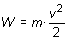 W = m · v²/2